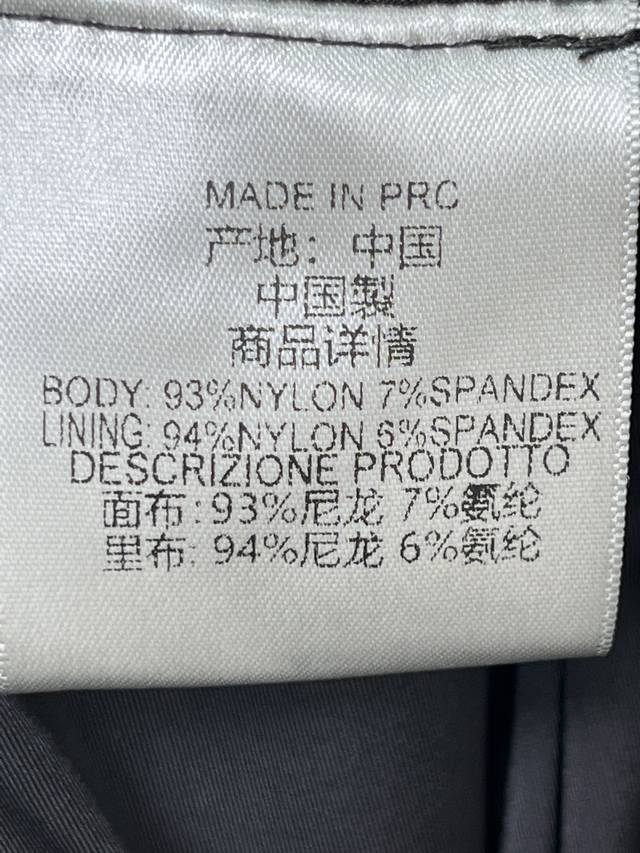 MADE IN PRC
产地：中国
中国製
商品详情
BODY: 93%NYLON 7%SPANDEX
LINING: 94%NYLON 6%SPANDEX
DESCRIZIONE PRODOTTO
面布:93%尼龙 7%氨纶
里布: 94%尼龙 6%氨纶